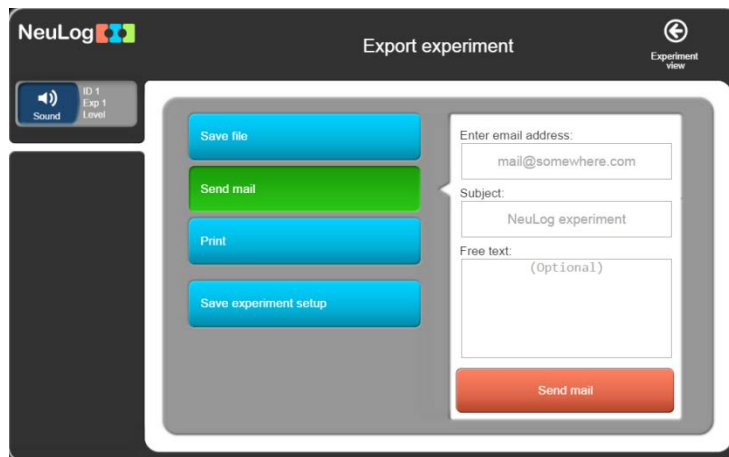 NeuLog
Export experiment
Experiment
view
Sound
ID 1
Exp 1
Level
Save file
Send mail
Print
Save experiment setup
Enter email address:
mail@somewhere.com
Subject:
NeuLog experiment
Free text:
(Optional)
Send mail